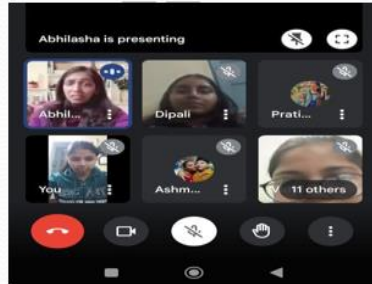 Abhilasha is presenting
Abhil...
Dipali
Prati...
You
Ashm...
11 others